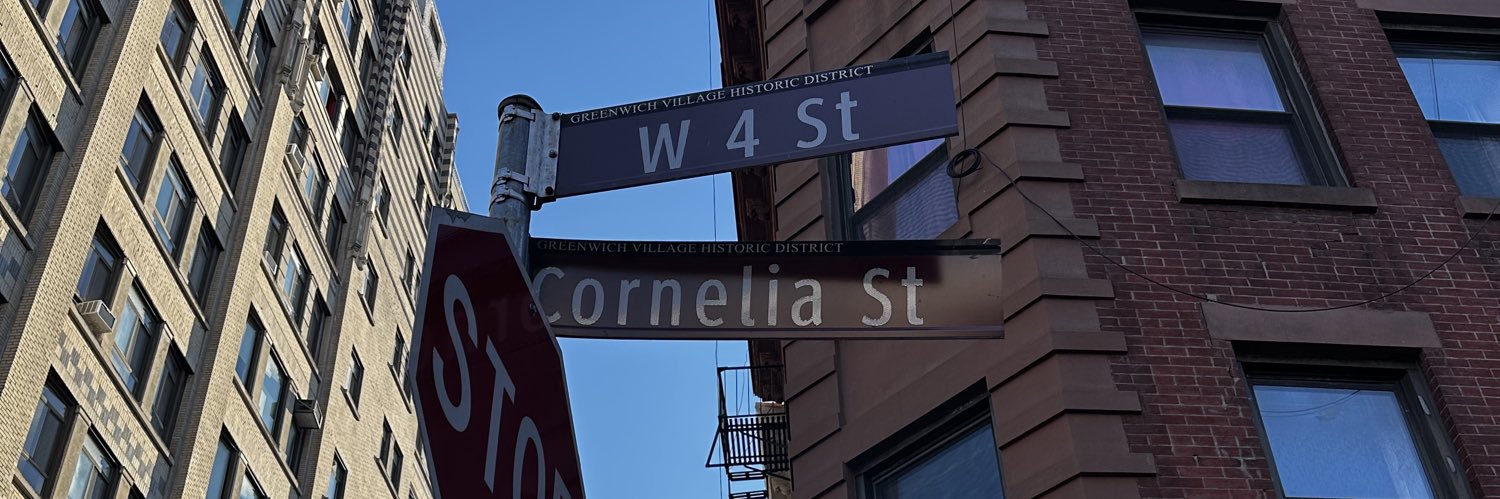 GREENWICH VILLAGE HISTORIC DISTRICT
W 4 St
GREENWICH VILLAGE HISTORIC DISTRICT
Cornelia St
STOP